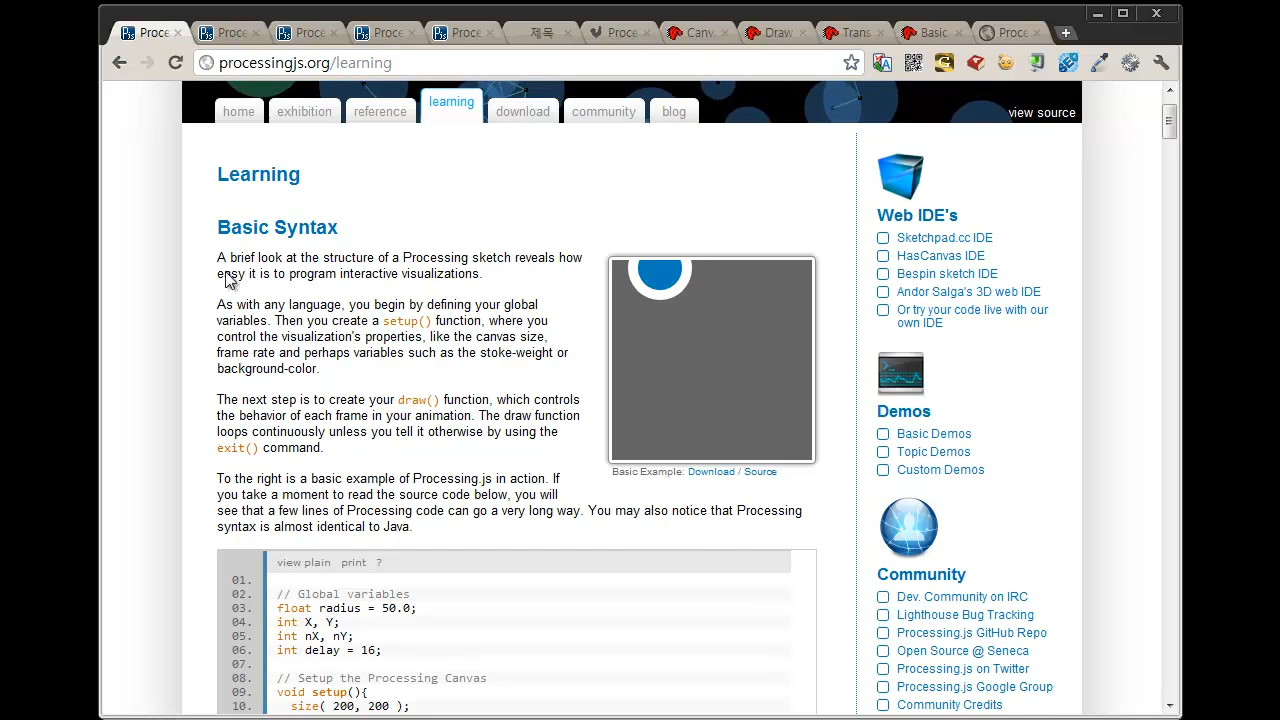 Proce
Proce
Proce
Proce
Proce
제목
Proce
Canv
Draw
Trans
Basic
Proce
processingjs.org/learning
home
exhibition
reference
learning
download
community
blog
view source
Learning
Basic Syntax
A brief look at the structure of a Processing sketch reveals how
easy it is to program interactive visualizations.
As with any language, you begin by defining your global
variables. Then you create a setup() function, where you
control the visualization's properties, like the canvas size,
frame rate and perhaps variables such as the stoke-weight or
background-color.
The next step is to create your draw() function, which controls
the behavior of each frame in your animation. The draw function
loops continuously unless you tell it otherwise by using the
exit() command.
Basic Example: Download / Source
To the right is a basic example of Processing.js in action. If
you take a moment to read the source code below, you will
see that a few lines of Processing code can go a very long way. You may also notice that Processing
syntax is almost identical to Java.
view plain print ?
01.
02. // Global variables
03. float radius = 50.0;
04. int X, Y;
05. int nX, nY;
06. int delay = 16;
07.
08. // Setup the Processing Canvas
09. void setup(){
10. size( 200, 200 );
Web IDE's
Sketchpad.cc IDE
HasCanvas IDE
Bespin sketch IDE
Andor Salga's 3D web IDE
Or try your code live with our
own IDE
Demos
Basic Demos
Topic Demos
Custom Demos
Community
Dev. Community on IRC
Lighthouse Bug Tracking
Processing.js GitHub Repo
Open Source @ Seneca
Processing.js on Twitter
Processing.js Google Group
Community Credits